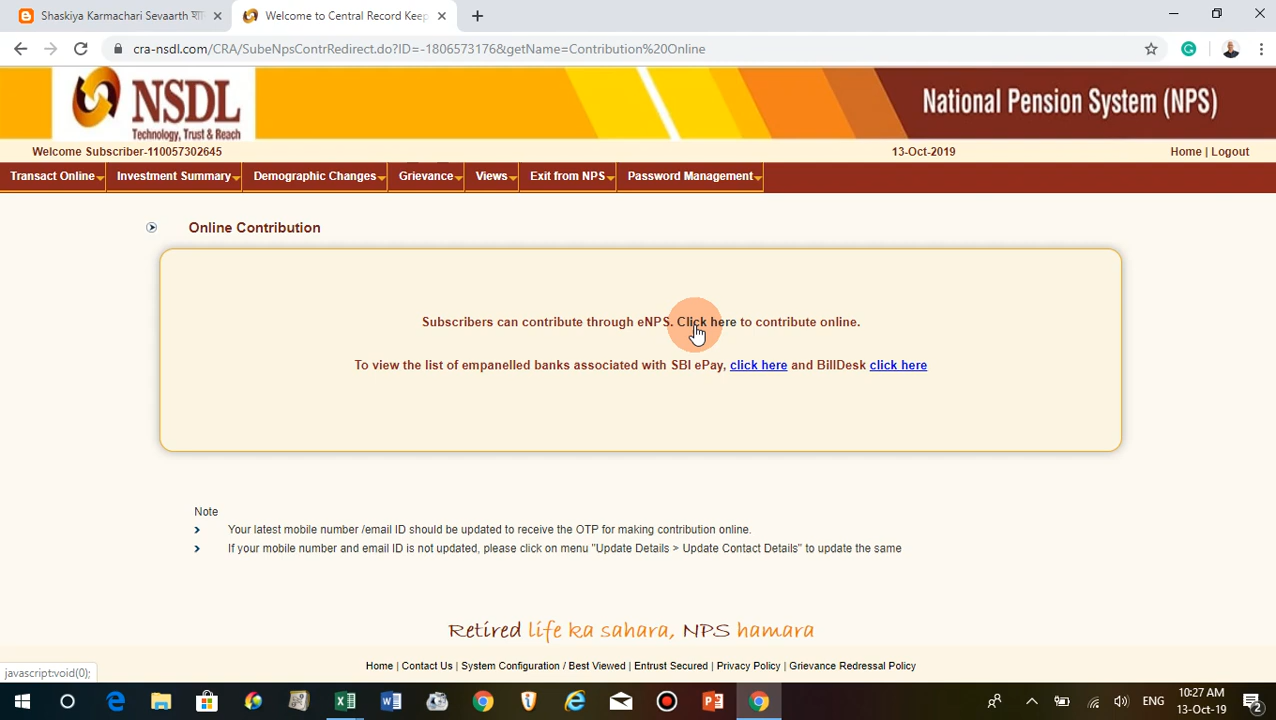 Shaskiya Karmachari Sevaarth
Welcome to Central Record Keep
cra-nsdl.com/CRA/SubeNpsContrRedirect.do?ID=-1806573176&getName=Contribution%20Online
NSDL
Technology, Trust & Reach
National Pension System (NPS)
Welcome Subscriber-110057302645
13-Oct-2019
Home | Logout
Transact Online
Investment Summary
Demographic Changes
Grievance
Views
Exit from NPS
Password Management
Online Contribution
Subscribers can contribute through eNPS. Click here to contribute online.
To view the list of empanelled banks associated with SBI ePay, click here and BillDesk click here
Note
Your latest mobile number /email ID should be updated to receive the OTP for making contribution online.
If your mobile number and email ID is not updated, please click on menu "Update Details > Update Contact Details" to update the same
Retired life ka sahara, NPS hamara
Home | Contact Us | System Configuration / Best Viewed | Entrust Secured | Privacy Policy | Grievance Redressal Policy
javascript:void(0);
ENG
10:27 AM
13-Oct-19
2